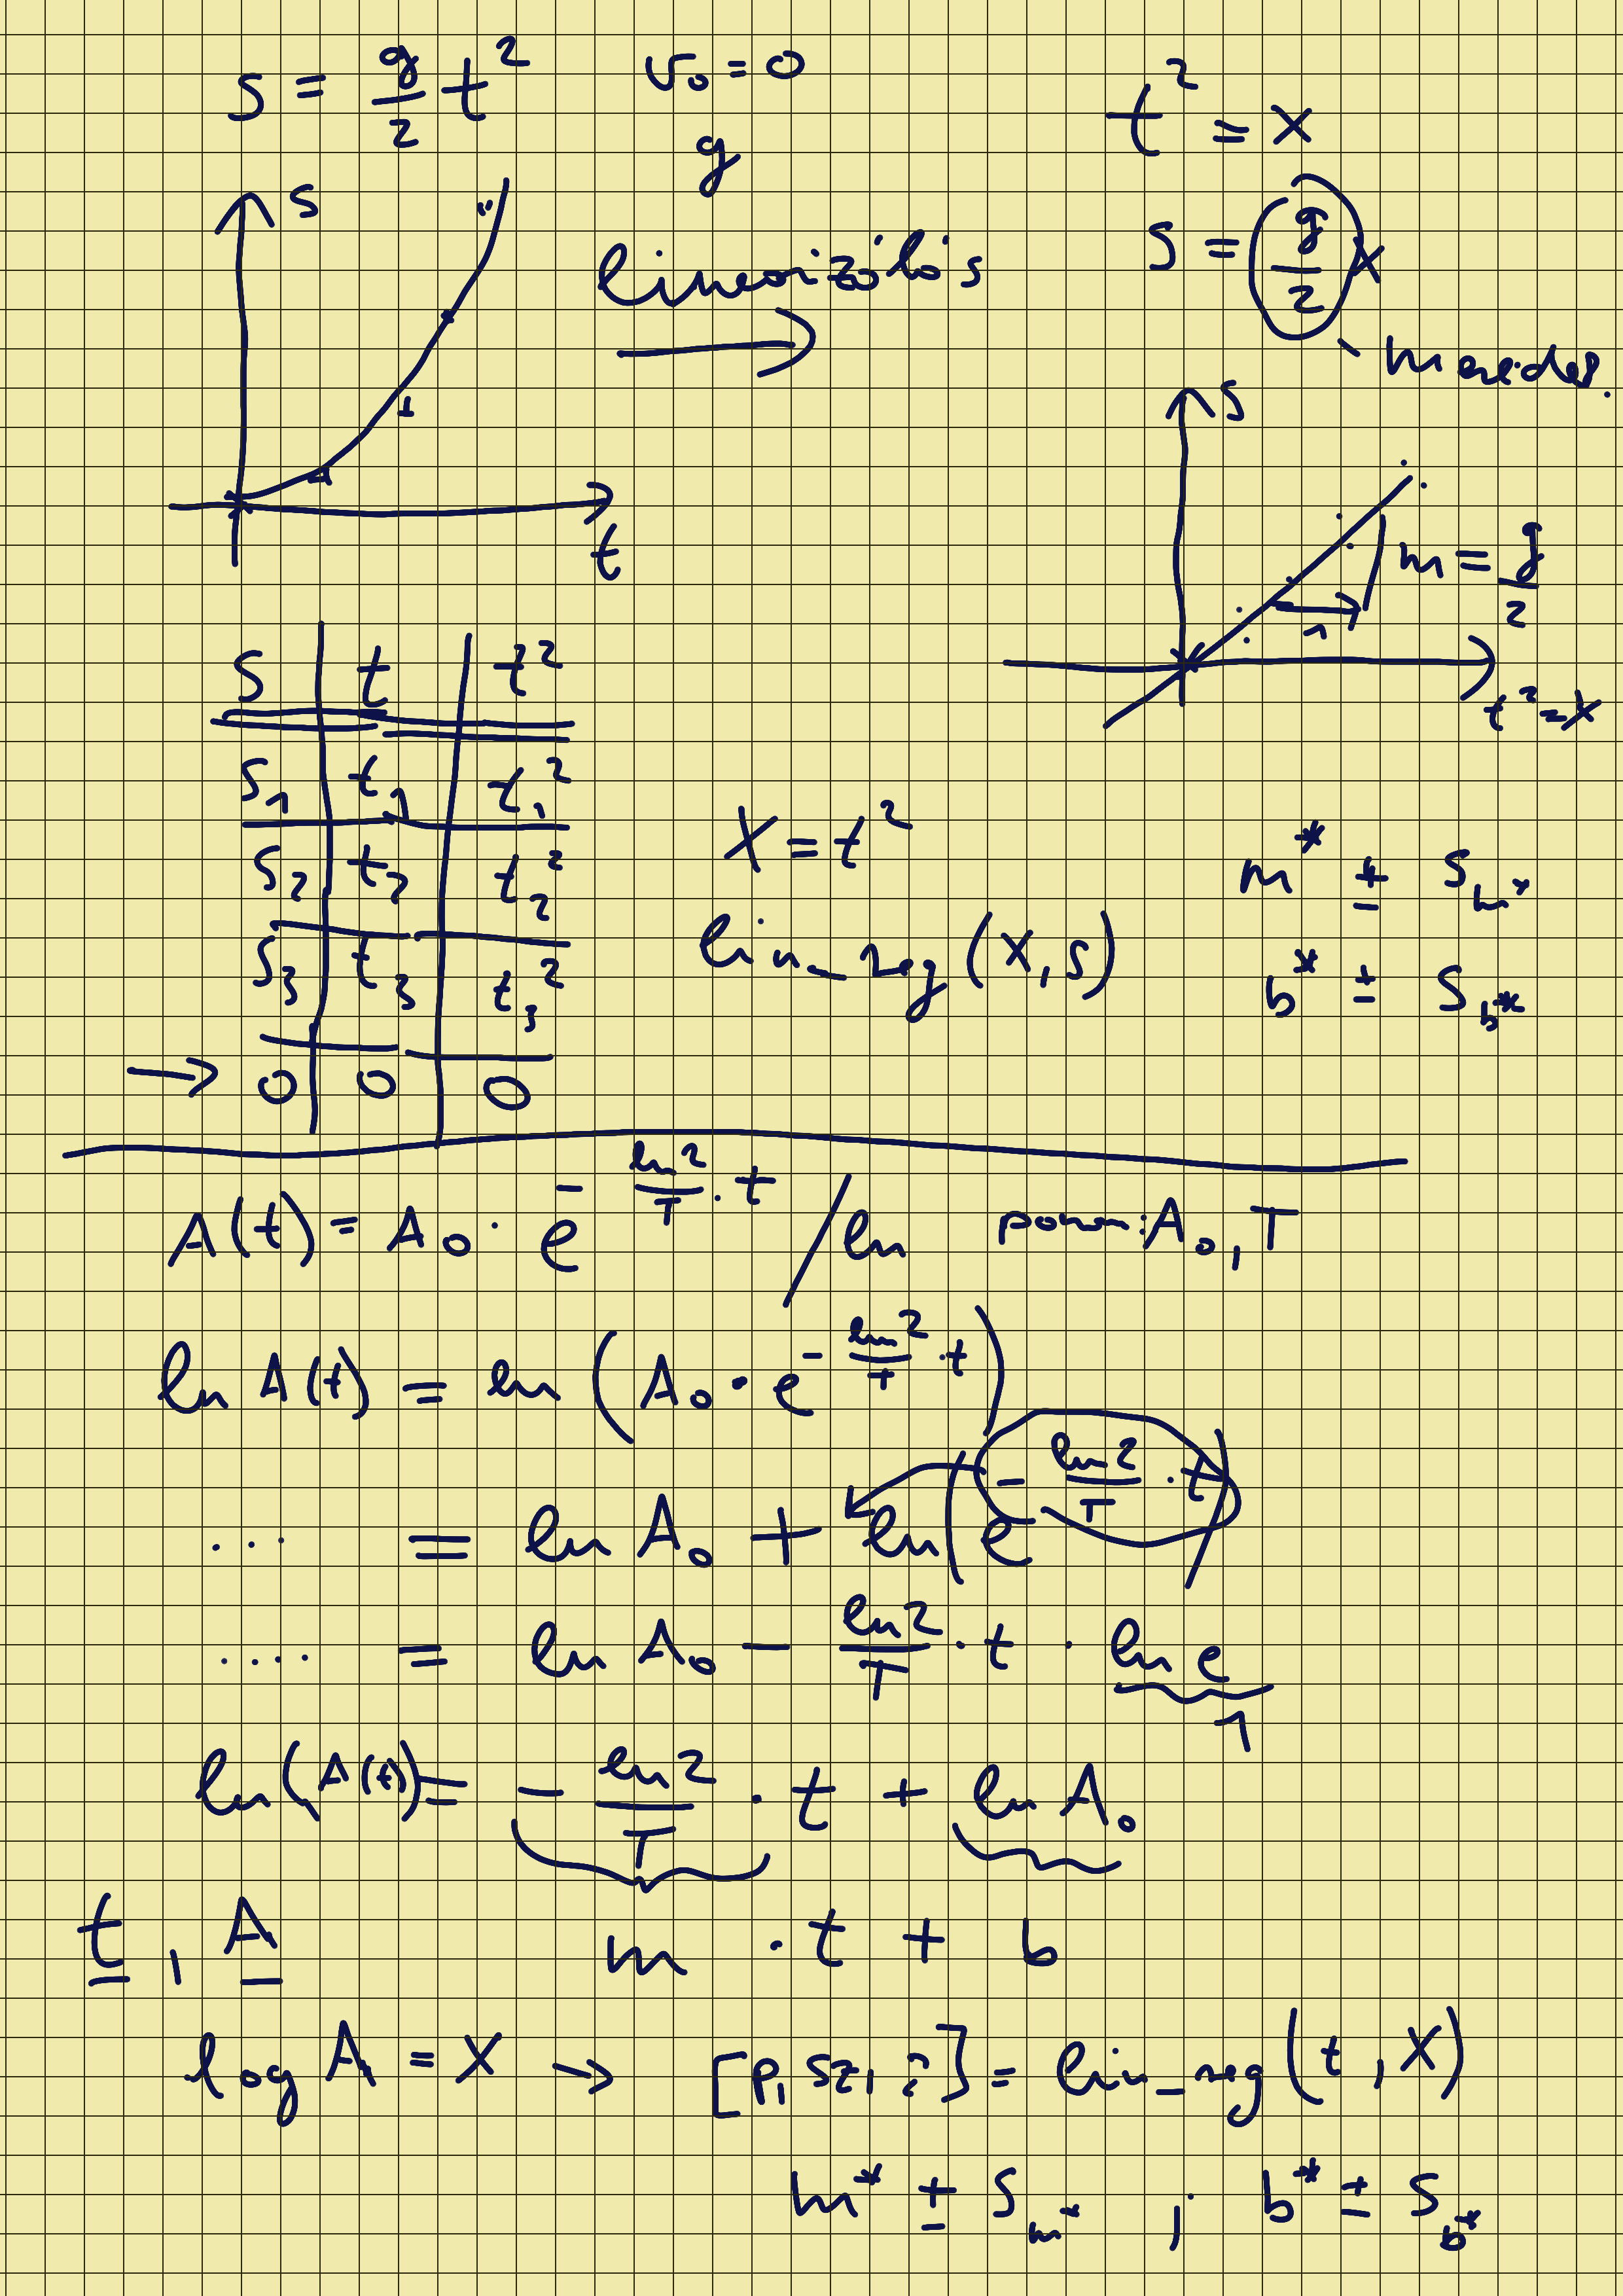 s = g/2 t²
v₀ = 0
g
t² = x
s
linearizálás
s = (g/2) x
meredek.
t
s
m = g/2
1
t² = x
s | t | t²
s₁ | t₁ | t₁²
s₂ | t₂ | t₂²
s₃ | t₃ | t₃²
→ 0 | 0 | 0
x = t²
lin_reg (x, s)
m* ± s_m*
b* ± s_b*
A(t) = A₀ · e^(- ln2/T · t) / ln
param: A₀, T
ln A(t) = ln (A₀ · e^(- ln2/T · t))
... = ln A₀ + ln (e^(- ln2/T · t))
.... = ln A₀ - ln2/T · t · ln e
1
ln (A(t)) = - ln2/T · t + ln A₀
t, A
m · t + b
log A = x → [p, sz, r] = lin_reg (t, x)
m* ± s_m* ; b* ± s_b*